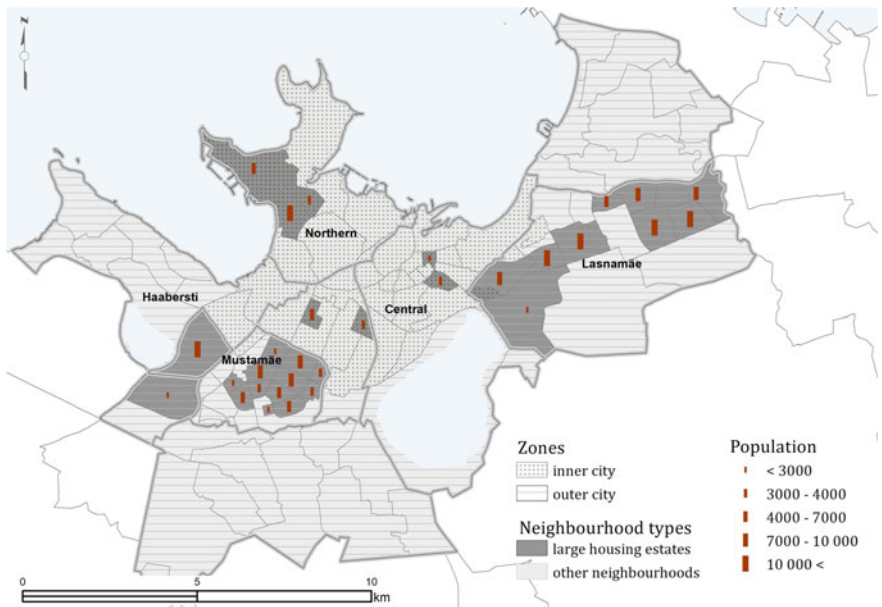 N
Northern
Lasnamäe
Haabersti
Central
Mustamäe
Zones
inner city
outer city
Neighbourhood types
large housing estates
other neighbourhoods
Population
< 3000
3000 - 4000
4000 - 7000
7000 - 10 000
10 000 <
0 5 10
km